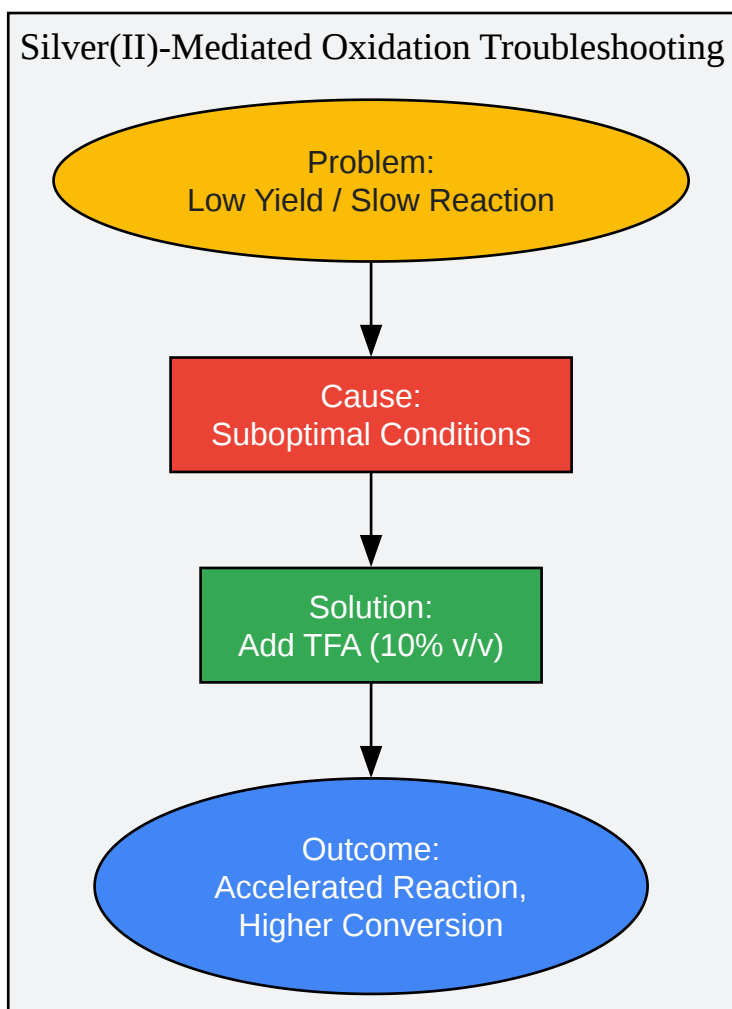 Silver(II)-Mediated Oxidation Troubleshooting
Problem:
Low Yield / Slow Reaction
Cause:
Suboptimal Conditions
Solution:
Add TFA (10% v/v)
Outcome:
Accelerated Reaction,
Higher Conversion